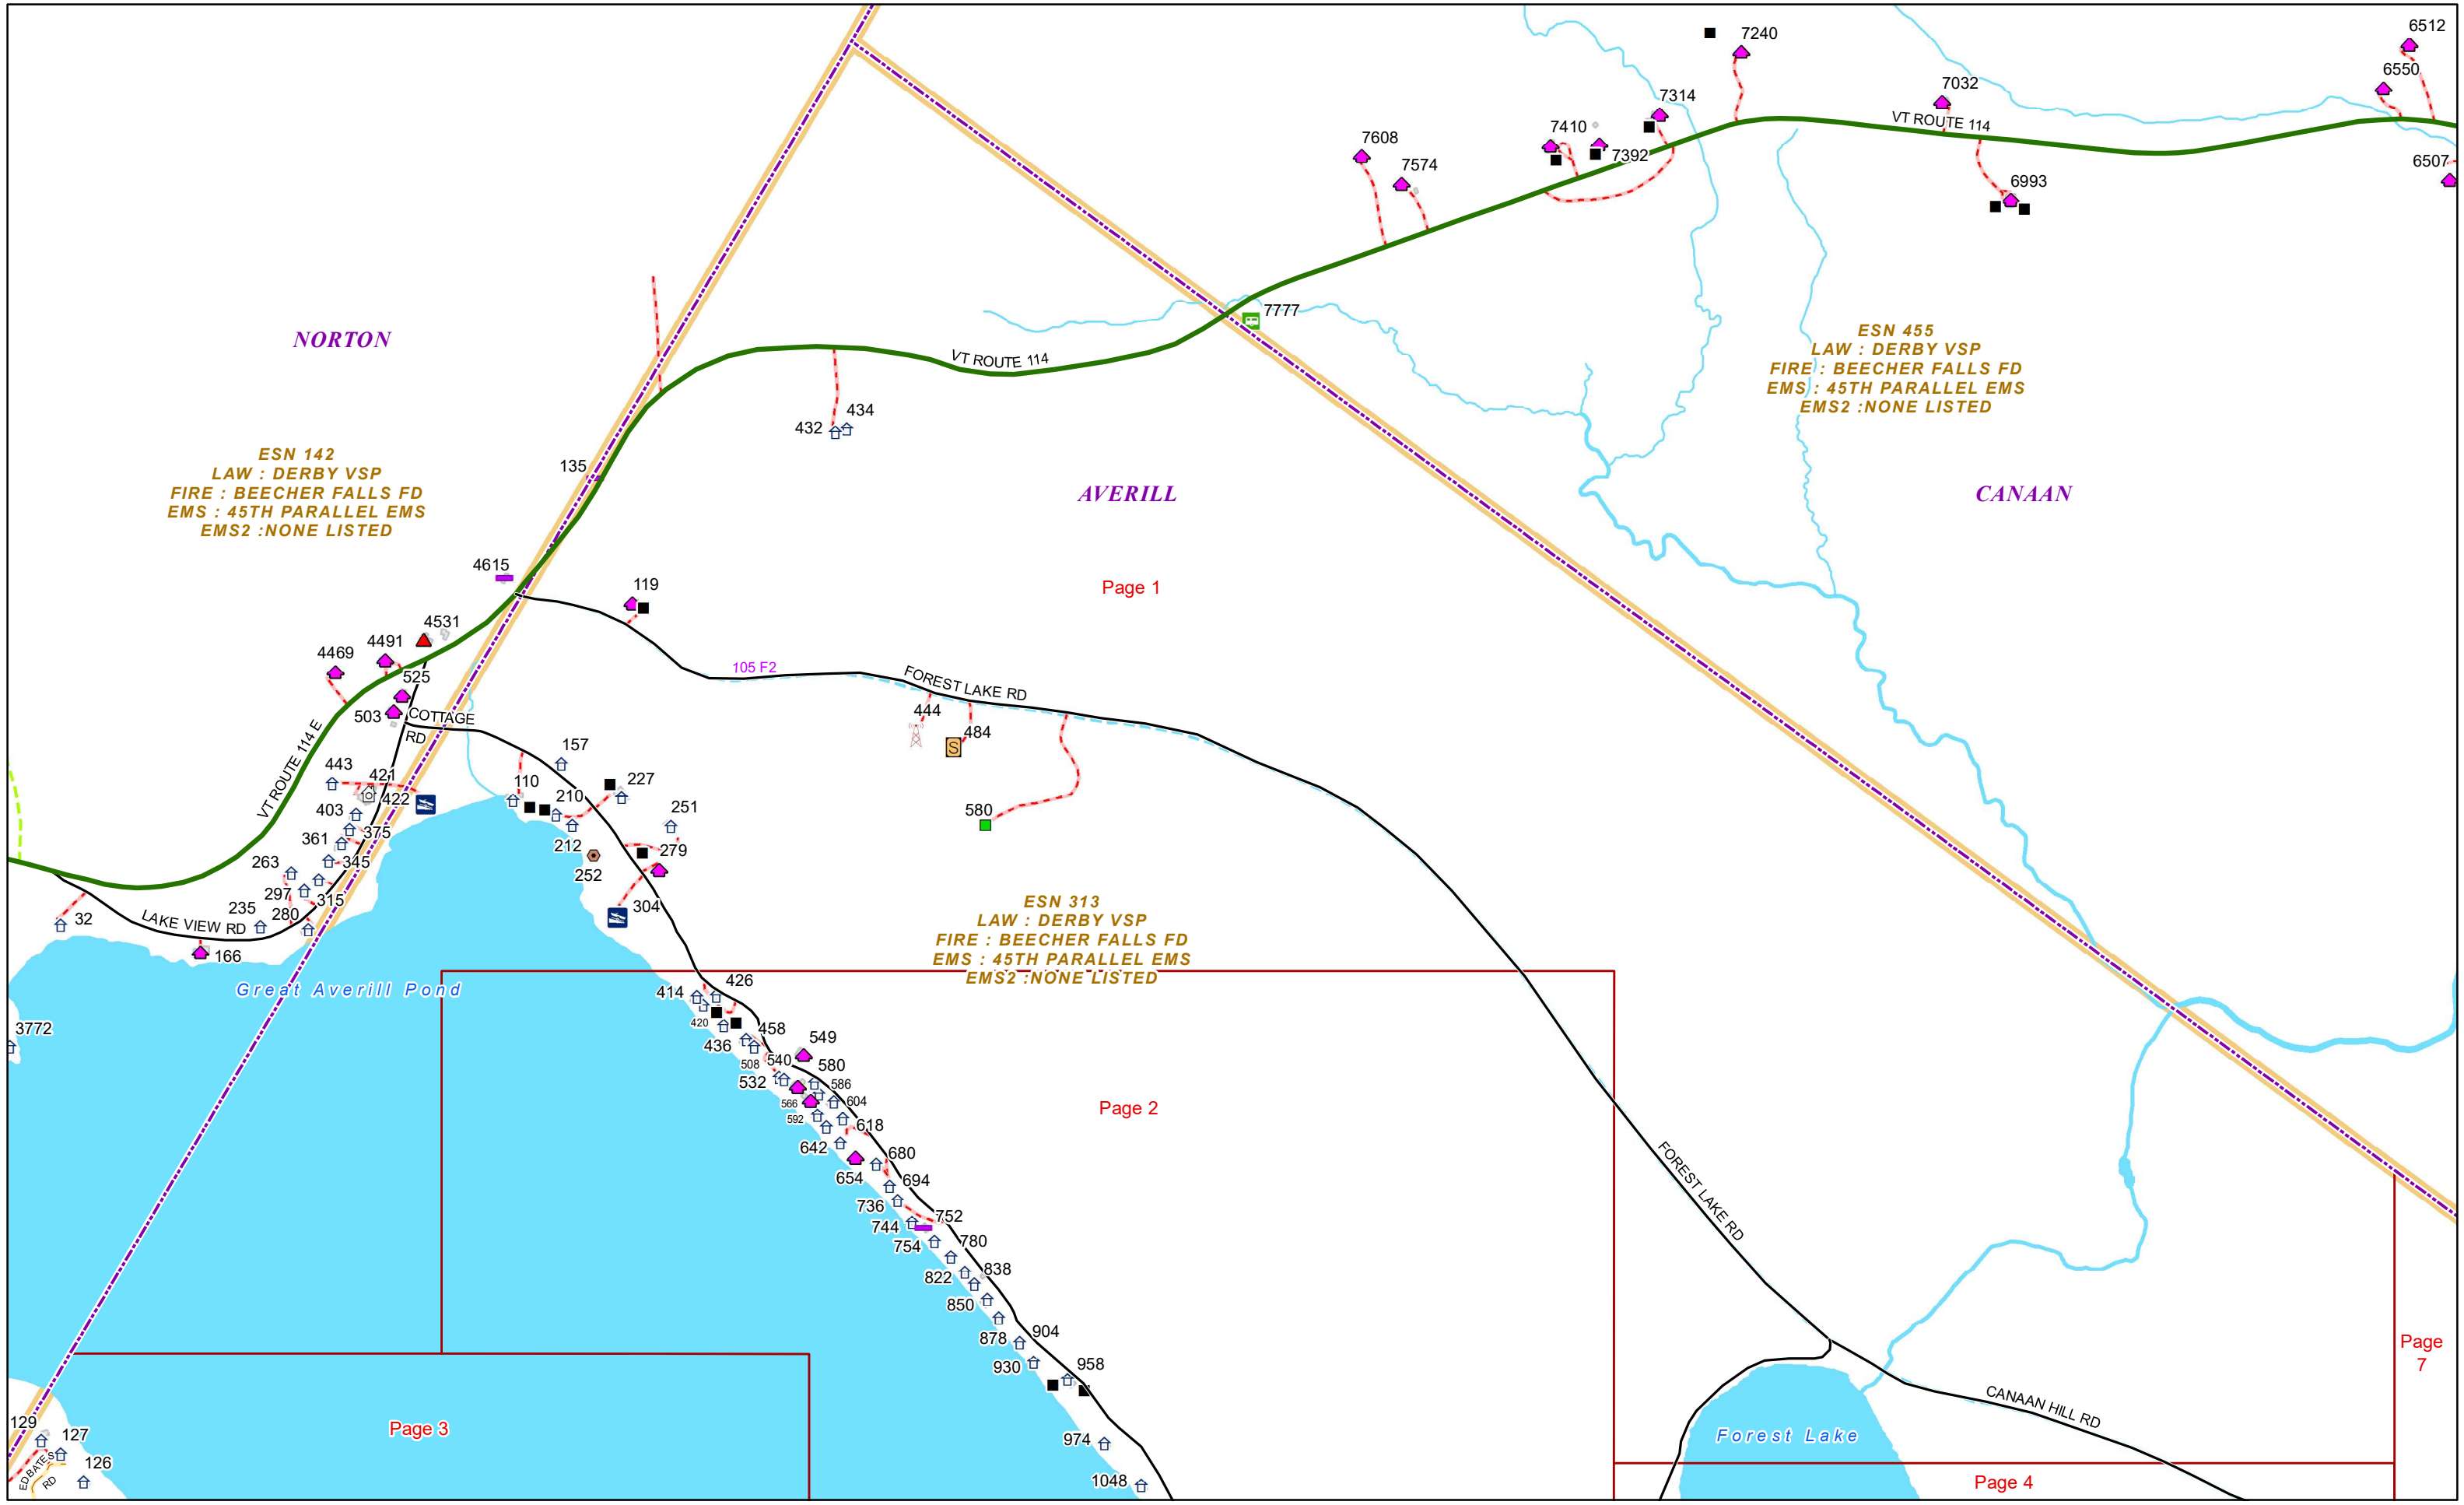 6512
7240
6550
7032
7314
VT ROUTE 114
7410
7608
7392
7574
6507
6993
7777
NORTON
ESN 455
LAW : DERBY VSP
FIRE : BEECHER FALLS FD
EMS : 45TH PARALLEL EMS
EMS2 :NONE LISTED
VT ROUTE 114
434
432
ESN 142
LAW : DERBY VSP
FIRE : BEECHER FALLS FD
EMS : 45TH PARALLEL EMS
EMS2 :NONE LISTED
135
AVERILL
CANAAN
4615
119
Page 1
4531
4491
4469
105 F2
525
FOREST LAKE RD
503
COTTAGE
RD
444
484
VT ROUTE 114 E
157
443
421
110
227
422
210
403
251
580
375
361
212
279
263
345
252
297
315
304
235
280
32
LAKE VIEW RD
166
ESN 313
LAW : DERBY VSP
FIRE : BEECHER FALLS FD
EMS : 45TH PARALLEL EMS
EMS2 :NONE LISTED
Great Averill Pond
426
414
420
3772
458
549
436
540
508
580
532
586
566
604
592
618
Page 2
642
680
654
694
736
752
744
754
780
FOREST LAKE RD
838
822
850
904
878
930
958
Page
7
CANAAN HILL RD
129
Page 3
127
Forest Lake
974
126
ED BATES
RD
1048
Page 4